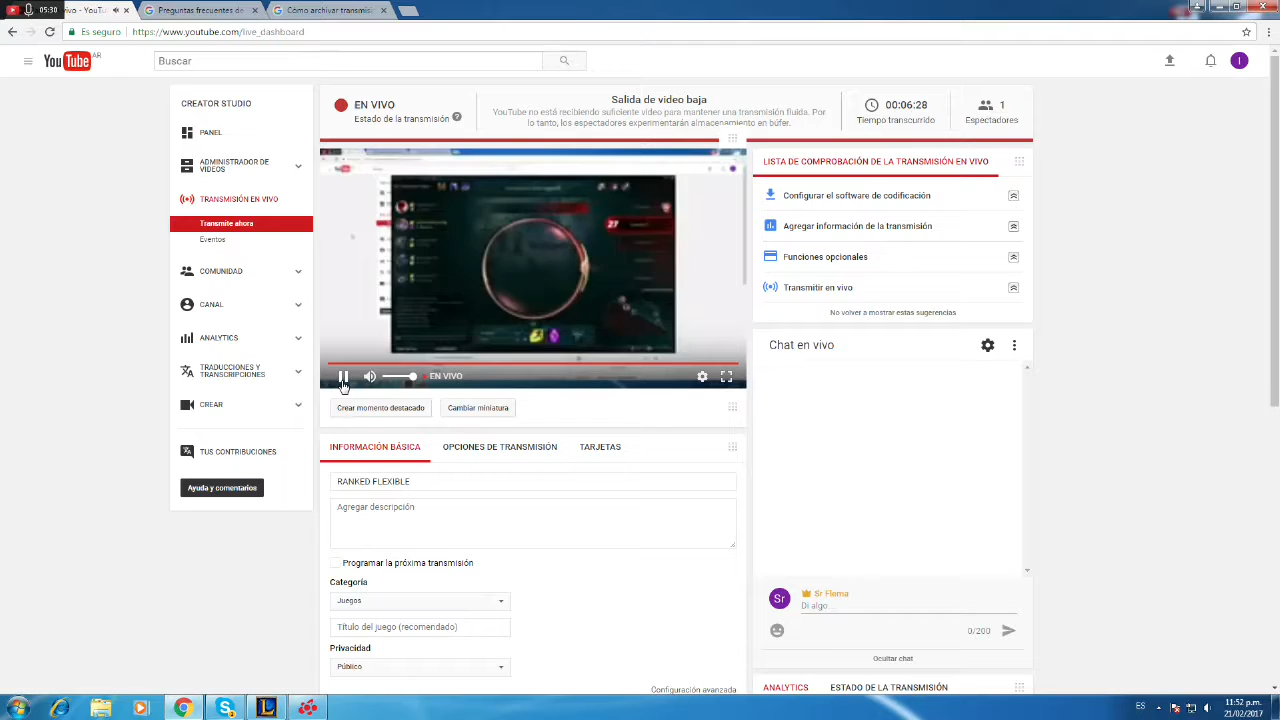 05:30
vivo - YouTu
Preguntas frecuentes de
Cómo archivar transmisi
Es seguro
https://www.youtube.com/live_dashboard
YouTube AR
Buscar
I
CREATOR STUDIO
PANEL
ADMINISTRADOR DE
VIDEOS
TRANSMISIÓN EN VIVO
Transmite ahora
Eventos
COMUNIDAD
CANAL
ANALYTICS
TRADUCCIONES Y
TRANSCRIPCIONES
CREAR
TUS CONTRIBUCIONES
Ayuda y comentarios
EN VIVO
Estado de la transmisión
Salida de video baja
YouTube no está recibiendo suficiente video para mantener una transmisión fluida. Por
lo tanto, los espectadores experimentarán almacenamiento en búfer.
00:06:28
Tiempo transcurrido
1
Espectadores
27
EN VIVO
Crear momento destacado
Cambiar miniatura
INFORMACIÓN BÁSICA
OPCIONES DE TRANSMISIÓN
TARJETAS
RANKED FLEXIBLE
Agregar descripción
Programar la próxima transmisión
Categoría
Juegos
Título del juego (recomendado)
Privacidad
Público
Configuración avanzada
LISTA DE COMPROBACIÓN DE LA TRANSMISIÓN EN VIVO
Configurar el software de codificación
Agregar información de la transmisión
Funciones opcionales
Transmitir en vivo
No volver a mostrar estas sugerencias
Chat en vivo
Sr
Sr Flema
Di algo...
0/200
Ocultar chat
ANALYTICS
ESTADO DE LA TRANSMISIÓN
ES
11:52 p.m.
21/02/2017